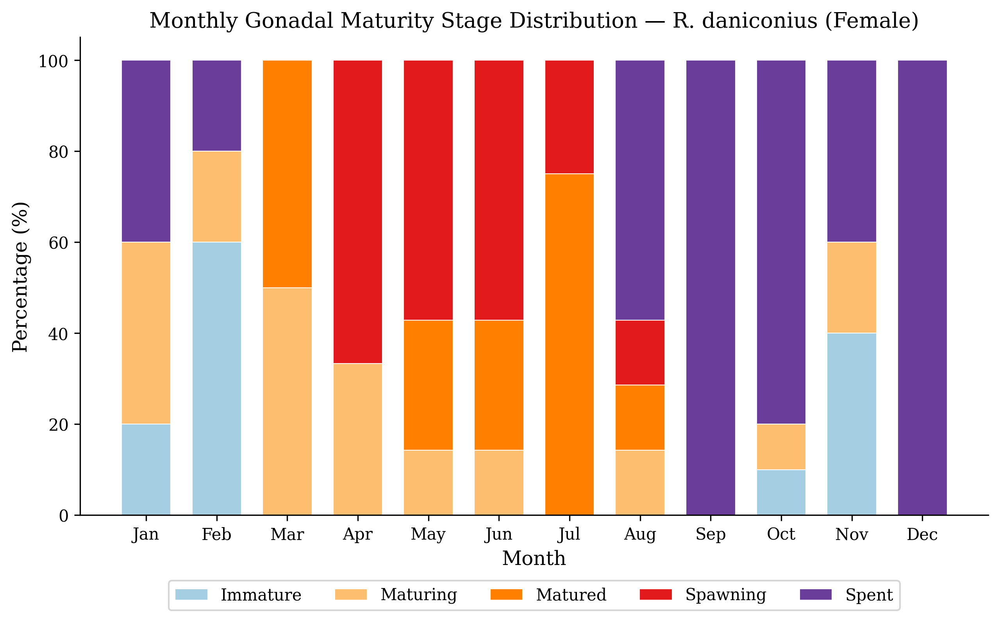 Monthly Gonadal Maturity Stage Distribution — R. daniconius (Female)
Percentage (%)
100
80
60
40
20
0
Jan Feb Mar Apr May Jun Jul Aug Sep Oct Nov Dec
Month
Immature Maturing Matured Spawning Spent